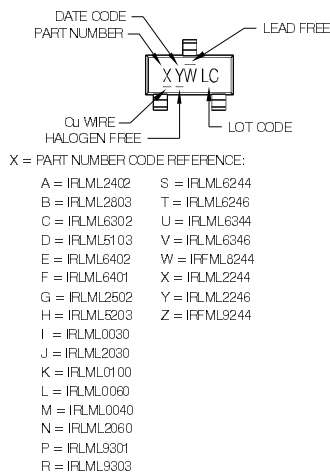 DATE CODE
PART NUMBER
LEAD FREE
X YW LC
Cu WIRE
HALOGEN FREE
LOT CODE
X = PART NUMBER CODE REFERENCE:
A = IRLML2402 S = IRLML6244
B = IRLML2803 T = IRLML6246
C = IRLML6302 U = IRLML6344
D = IRLML5103 V = IRLML6346
E = IRLML6402 W = IRFML8244
F = IRLML6401 X = IRLML2244
G = IRLML2502 Y = IRLML2246
H = IRLML5203 Z = IRFML9244
I = IRLML0030
J = IRLML2030
K = IRLML0100
L = IRLML0060
M = IRLML0040
N = IRLML2060
P = IRLML9301
R = IRLML9303